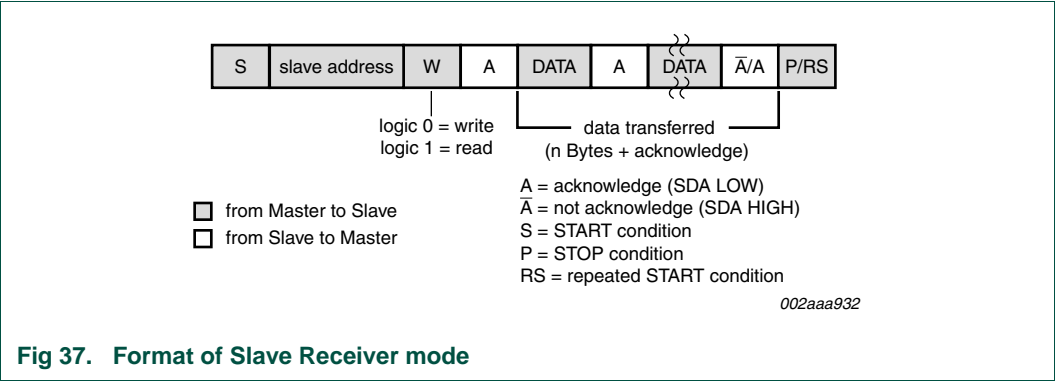 S slave address W A DATA A DATA A̅/A P/RS
logic 0 = write
logic 1 = read
data transferred
(n Bytes + acknowledge)
A = acknowledge (SDA LOW)
A̅ = not acknowledge (SDA HIGH)
S = START condition
P = STOP condition
RS = repeated START condition
from Master to Slave
from Slave to Master
002aaa932
Fig 37. Format of Slave Receiver mode